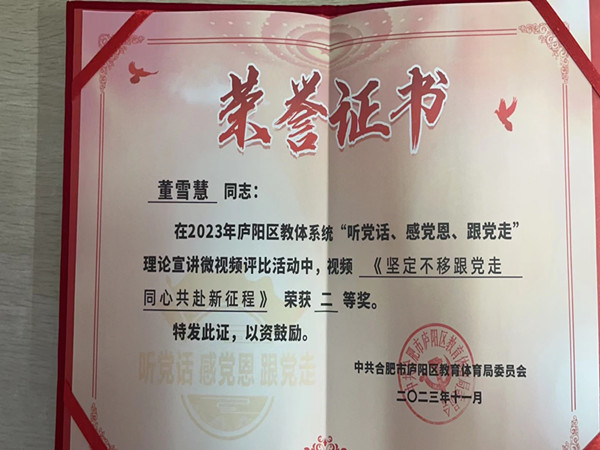 荣誉证书
董雪慧 同志：
在2023年庐阳区教体系统“听党话、感党恩、跟党走”
理论宣讲微视频评比活动中，视频 《坚定不移跟党走
同心共赴新征程》 荣获 二 等奖。
特发此证，以资鼓励。
听党话 感党恩 跟党走
中共合肥市庐阳区教育体育局委员会
二〇二三年十一月